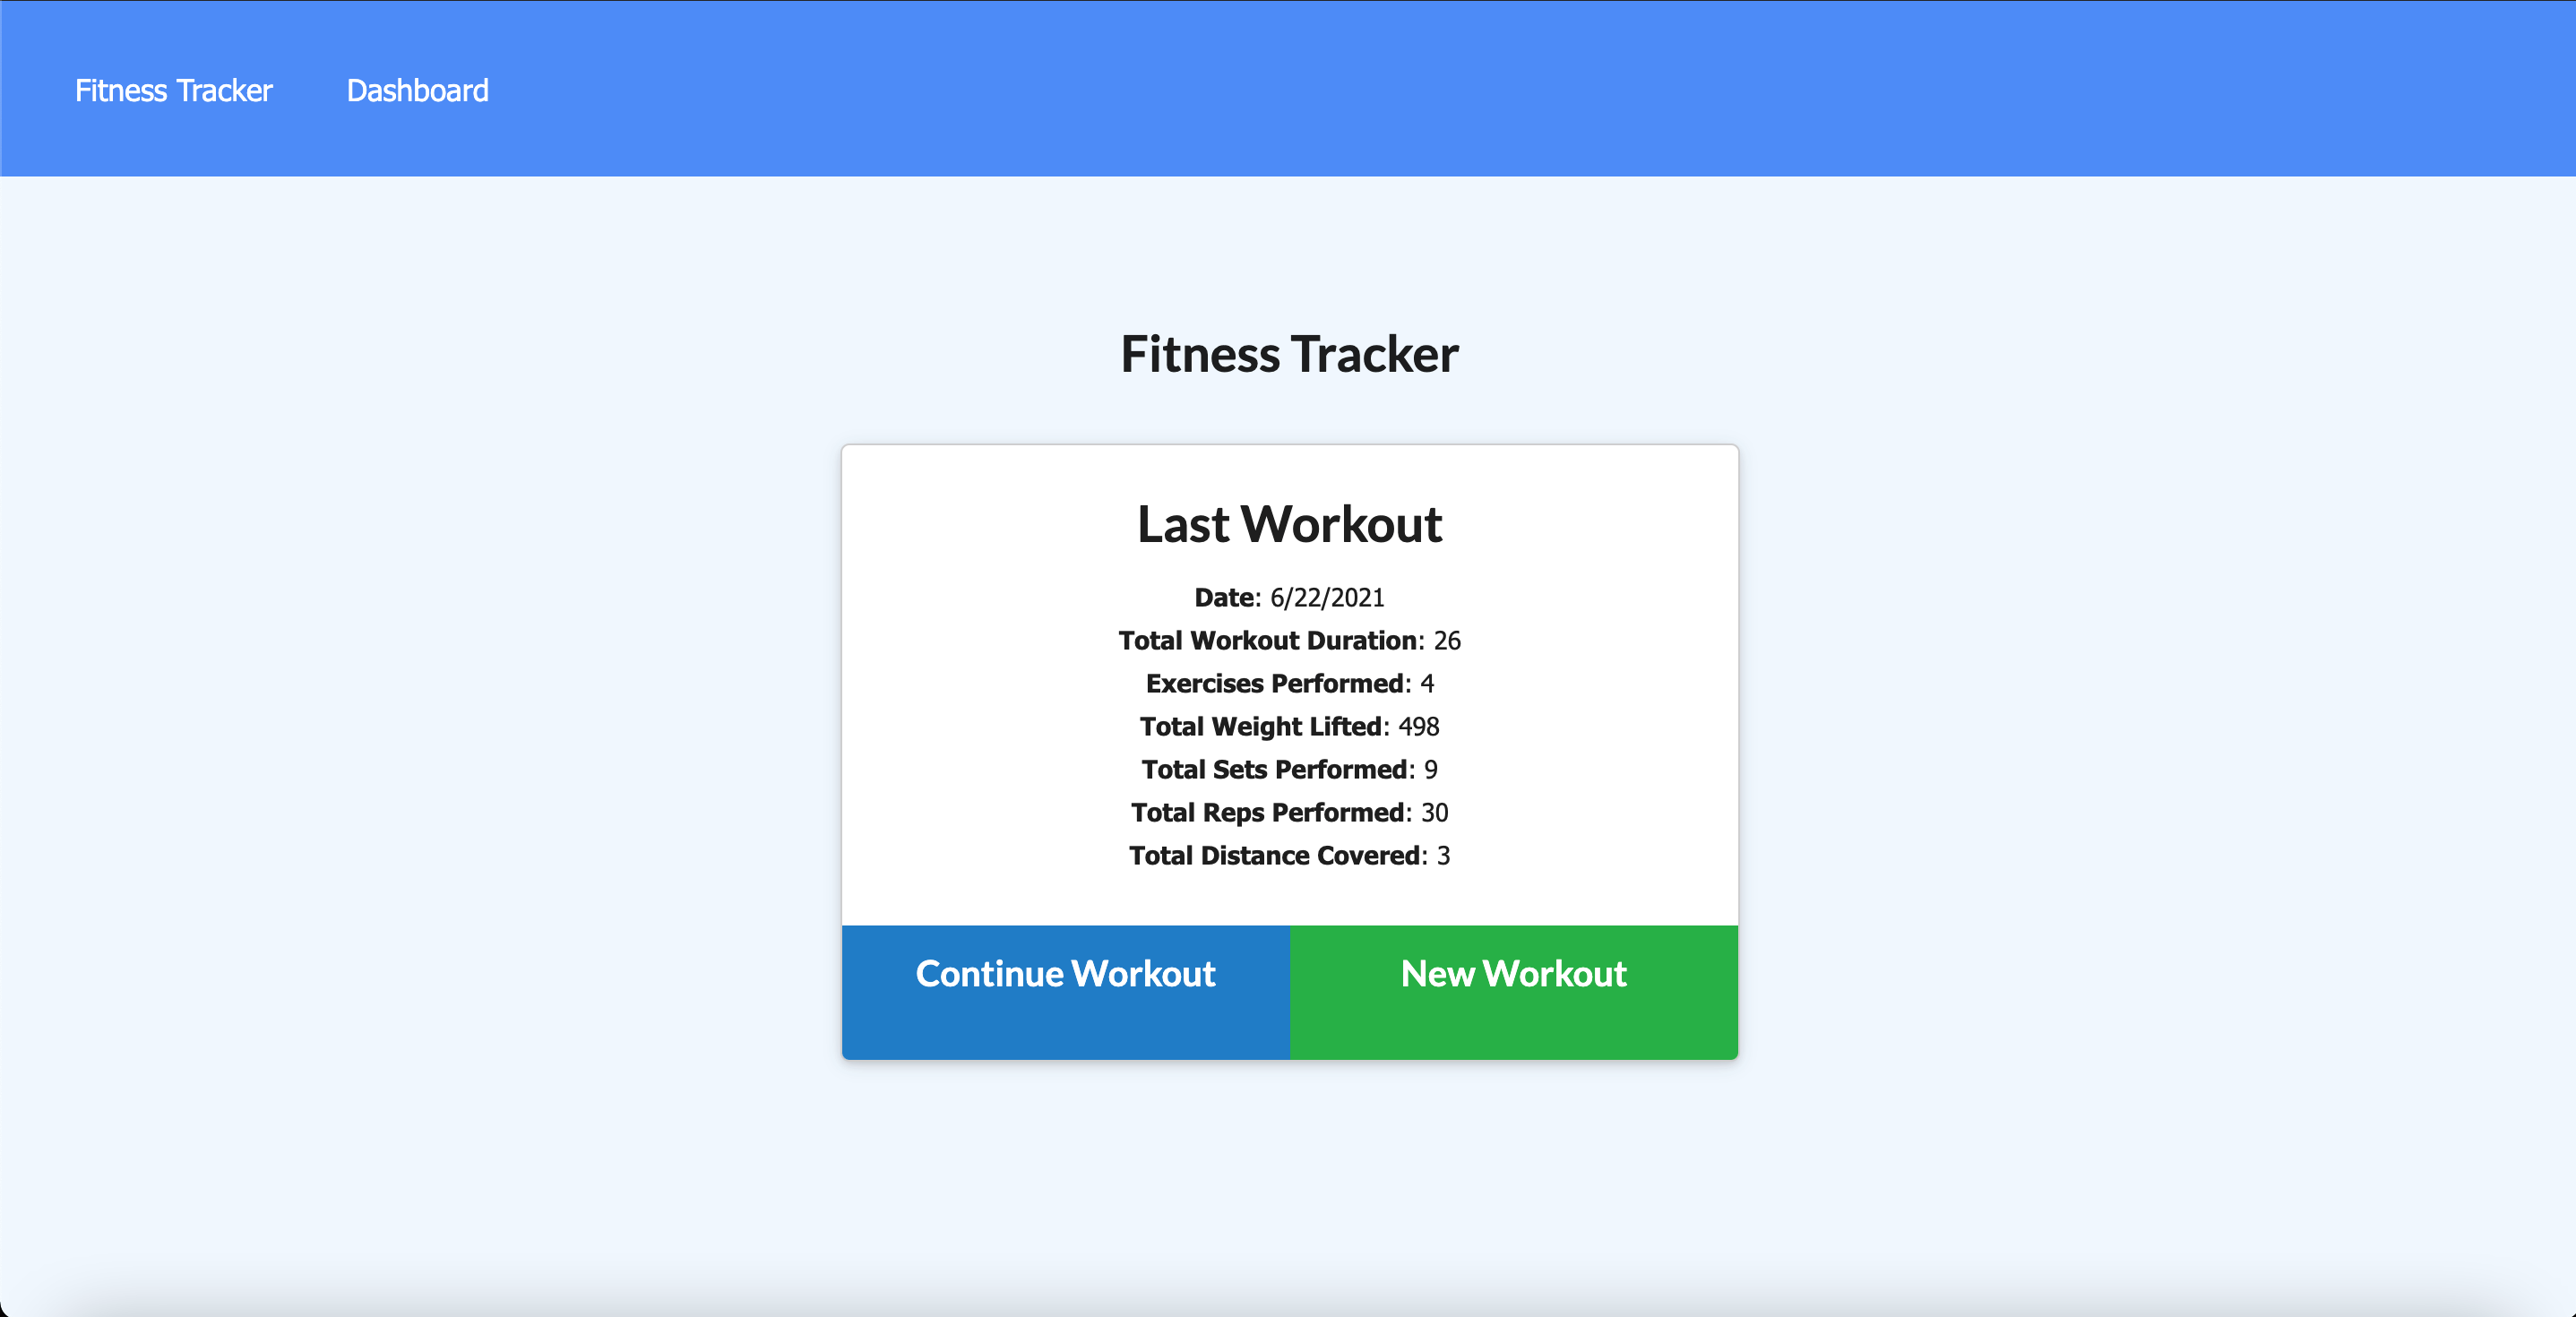 Fitness Tracker Dashboard
Fitness Tracker
Last Workout
Date: 6/22/2021
Total Workout Duration: 26
Exercises Performed: 4
Total Weight Lifted: 498
Total Sets Performed: 9
Total Reps Performed: 30
Total Distance Covered: 3
Continue Workout New Workout